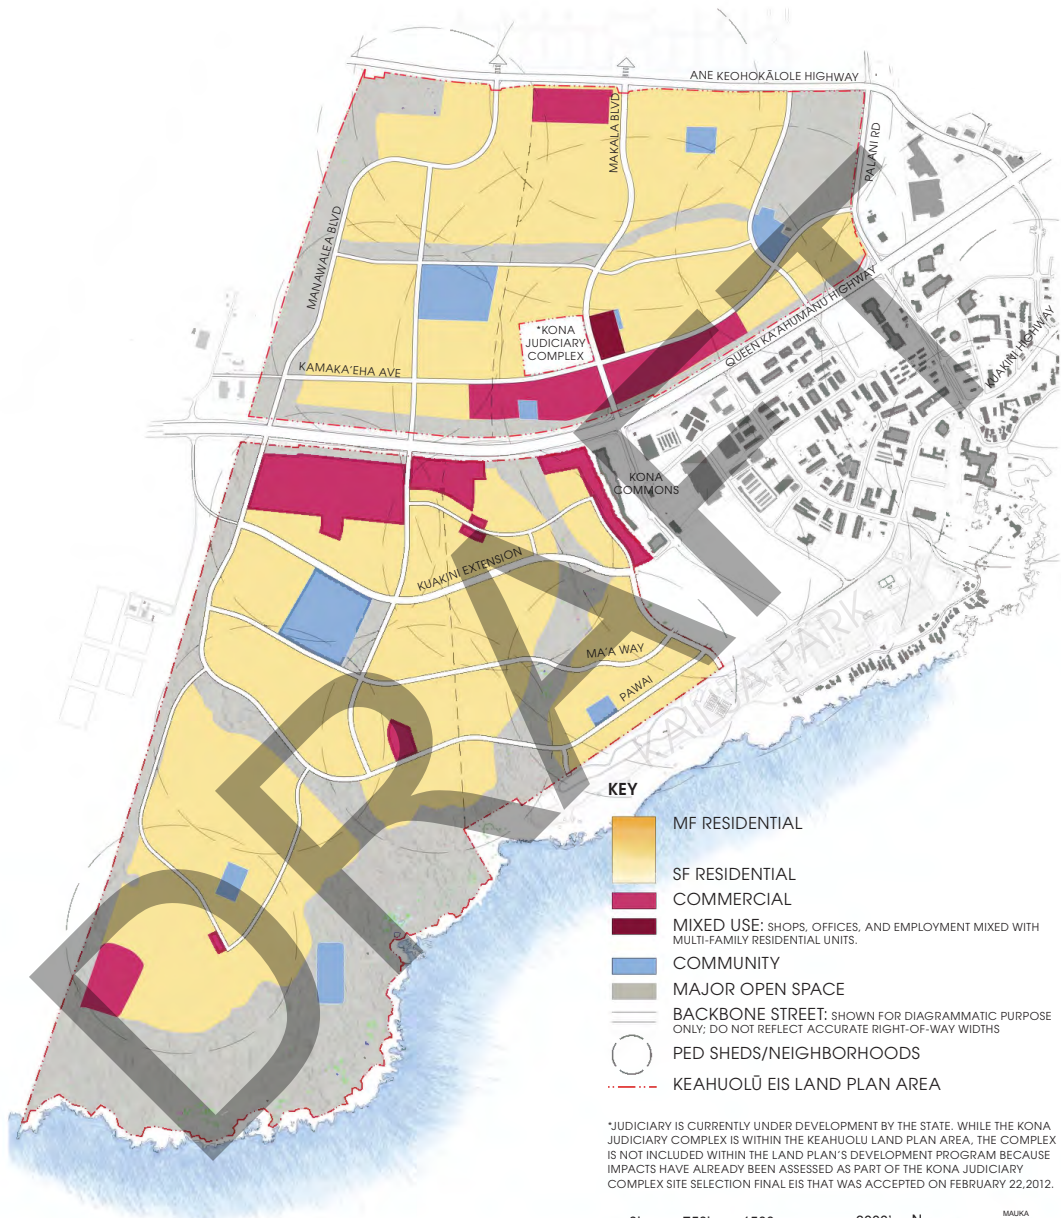 ANE KEOHOKĀLOLE HIGHWAY
MAKALA BLVD
PALANI RD
MANAWALEA BLVD
*KONA
JUDICIARY
COMPLEX
KAMAKA'EHA AVE
QUEEN KA'AHUMANU HIGHWAY
KUAKINI HIGHWAY
KONA
COMMONS
KUAKINI EXTENSION
MA'A WAY
PAWAI
KAILUA PARK
DRAFT
KEY
MF RESIDENTIAL
SF RESIDENTIAL
COMMERCIAL
MIXED USE: SHOPS, OFFICES, AND EMPLOYMENT MIXED WITH
MULTI-FAMILY RESIDENTIAL UNITS.
COMMUNITY
MAJOR OPEN SPACE
BACKBONE STREET: SHOWN FOR DIAGRAMMATIC PURPOSE
ONLY; DO NOT REFLECT ACCURATE RIGHT-OF-WAY WIDTHS
PED SHEDS/NEIGHBORHOODS
KEAHUOLŪ EIS LAND PLAN AREA
*JUDICIARY IS CURRENTLY UNDER DEVELOPMENT BY THE STATE. WHILE THE KONA
JUDICIARY COMPLEX IS WITHIN THE KEAHUOLU LAND PLAN AREA, THE COMPLEX
IS NOT INCLUDED WITHIN THE LAND PLAN'S DEVELOPMENT PROGRAM BECAUSE
IMPACTS HAVE ALREADY BEEN ASSESSED AS PART OF THE KONA JUDICIARY
COMPLEX SITE SELECTION FINAL EIS THAT WAS ACCEPTED ON FEBRUARY 22,2012.
MAUKA